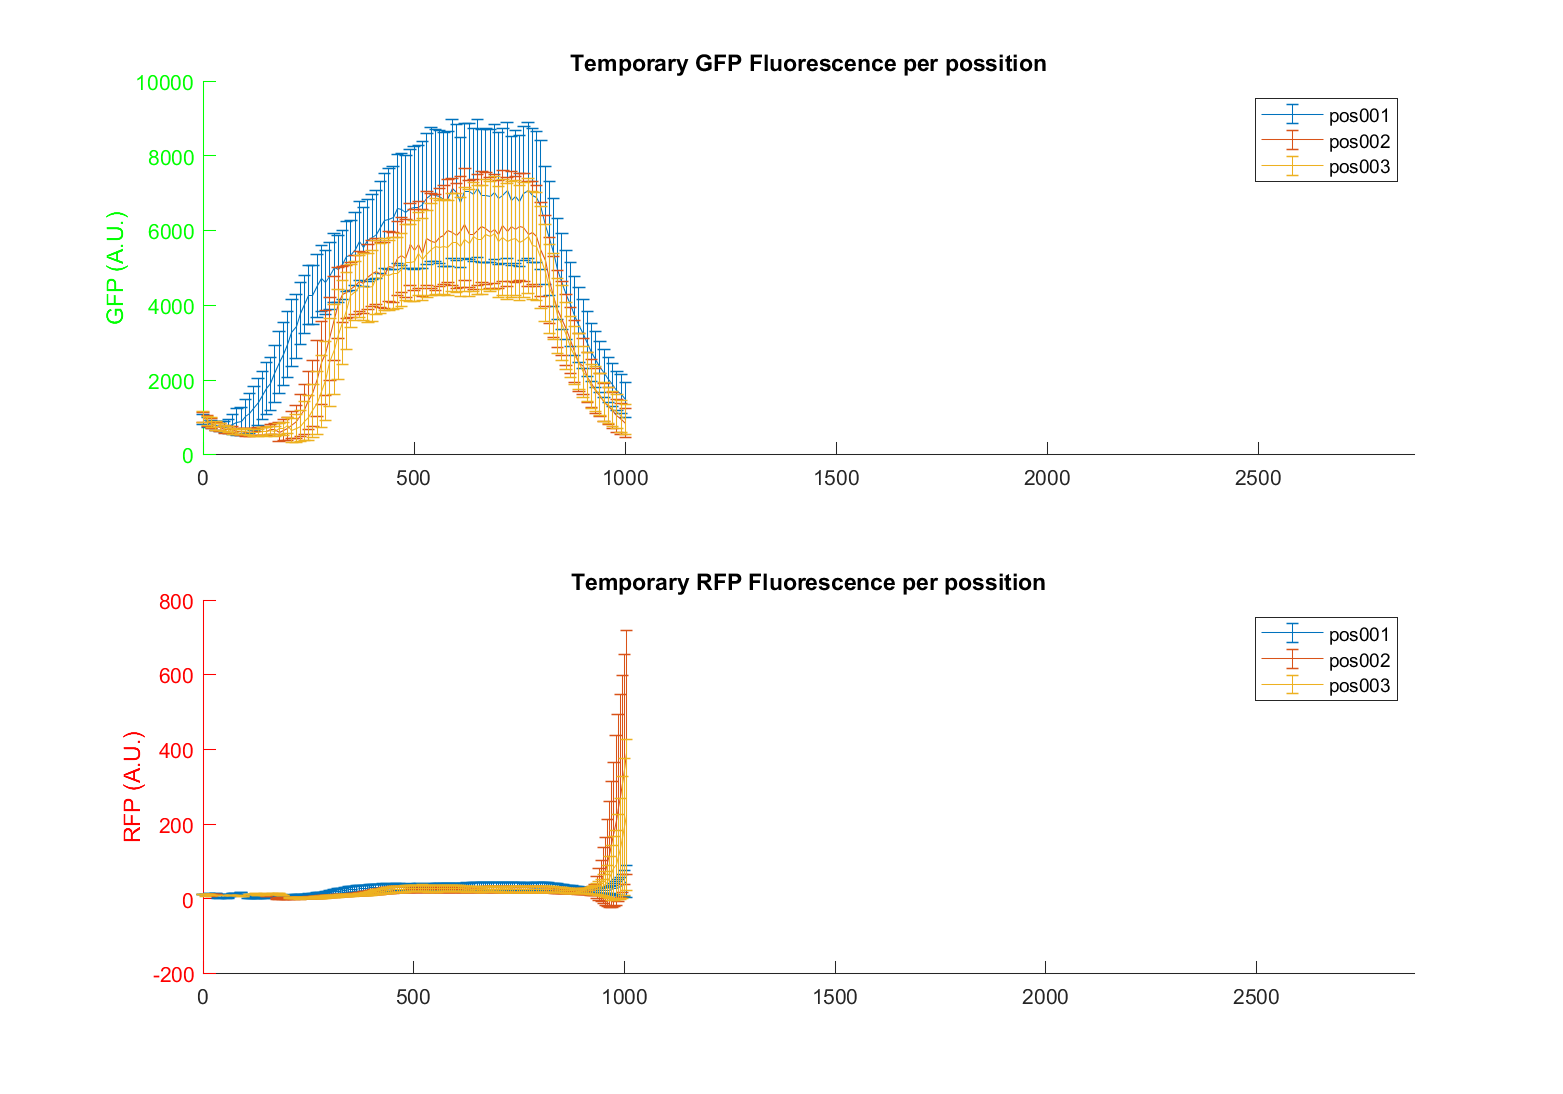 Temporary GFP Fluorescence per possition
10000
8000
6000
4000
2000
0
GFP (A.U.)
pos001
pos002
pos003
0 500 1000 1500 2000 2500
Temporary RFP Fluorescence per possition
800
600
400
200
0
-200
RFP (A.U.)
pos001
pos002
pos003
0 500 1000 1500 2000 2500